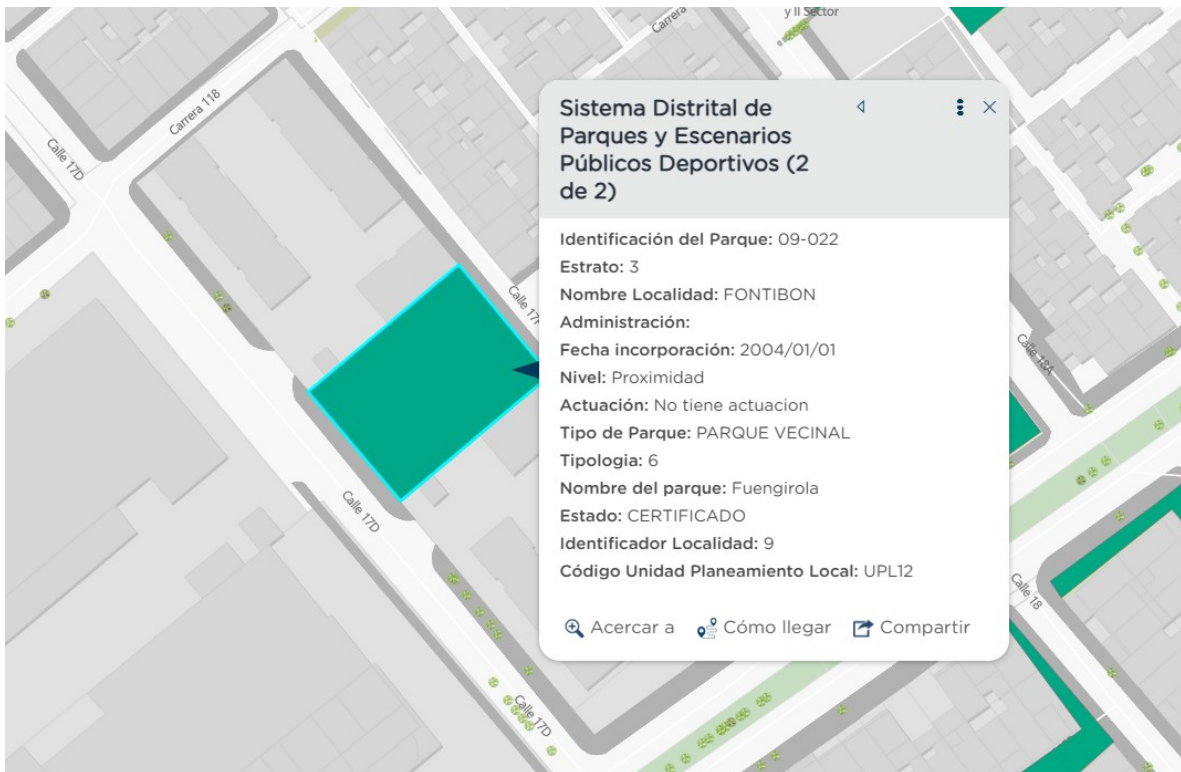 y II Sector
Carrera
Carrera 118
Calle 17D
Sistema Distrital de
Parques y Escenarios
Públicos Deportivos (2
de 2)
Identificación del Parque: 09-022
Estrato: 3
Nombre Localidad: FONTIBON
Administración:
Fecha incorporación: 2004/01/01
Nivel: Proximidad
Actuación: No tiene actuacion
Tipo de Parque: PARQUE VECINAL
Tipologia: 6
Nombre del parque: Fuengirola
Estado: CERTIFICADO
Identificador Localidad: 9
Código Unidad Planeamiento Local: UPL12
Acercar a Cómo llegar Compartir
Calle
Calle 18A
Calle 17D
Calle 18
Calle 17D